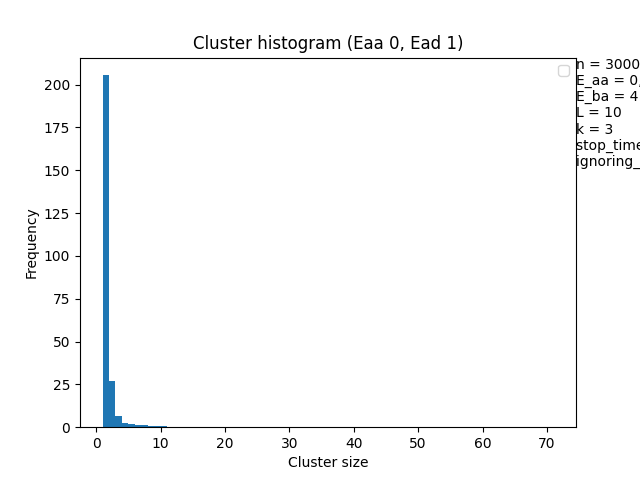 Cluster histogram (Eaa 0, Ead 1)
n = 3000
E_aa = 0,
E_ba = 4
L = 10
k = 3
stop_time
ignoring_
200
175
150
125
100
75
50
25
0
Frequency
0 10 20 30 40 50 60 70
Cluster size